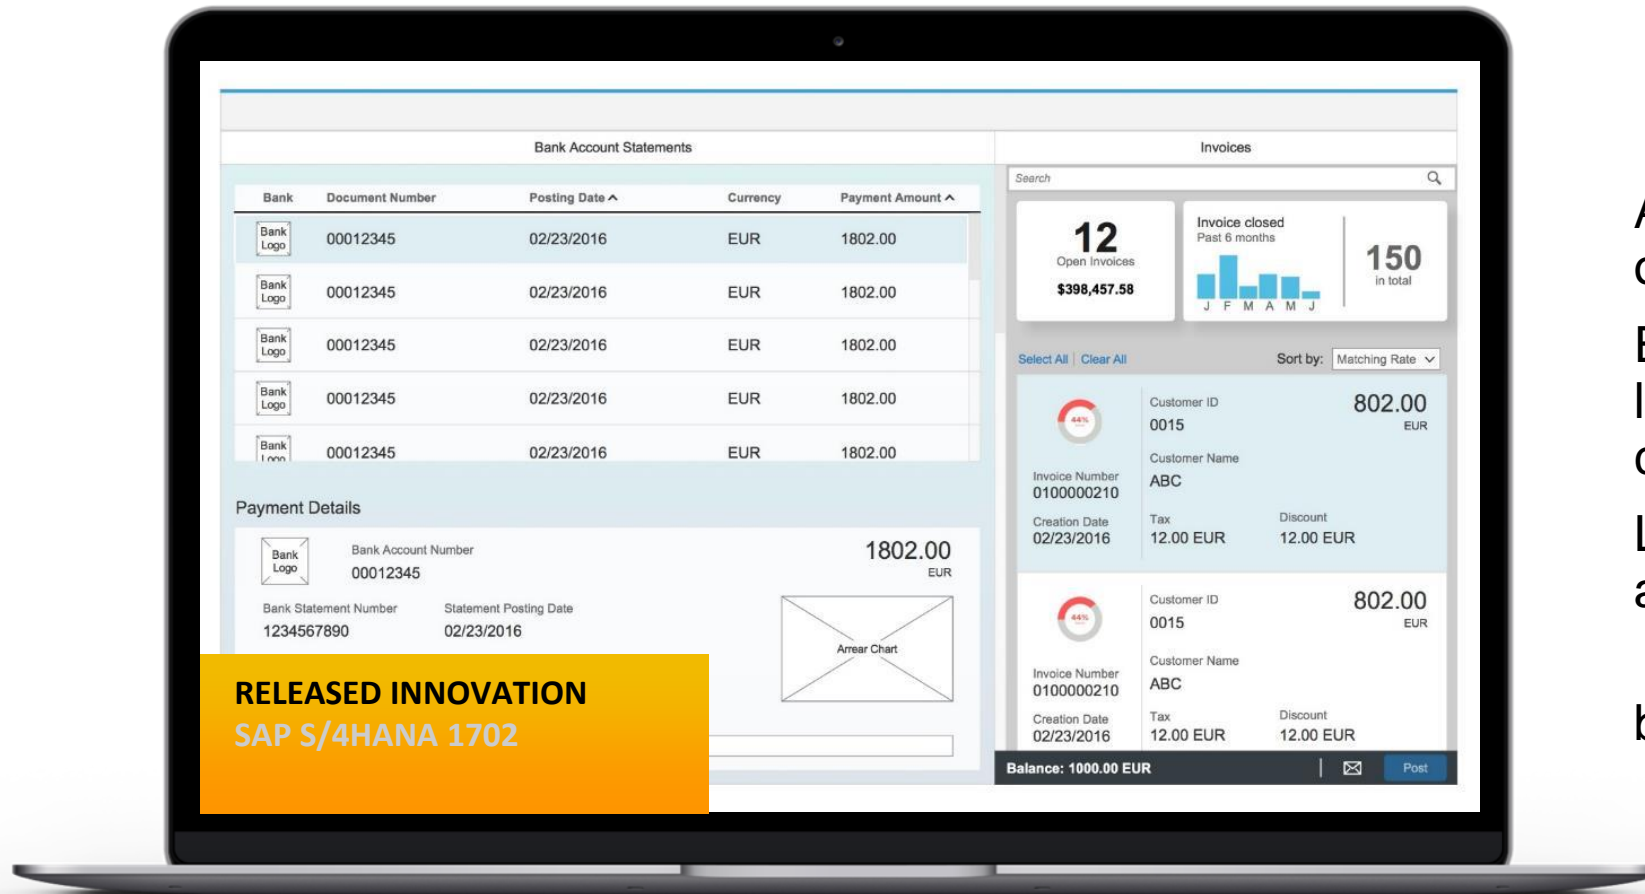 Bank Account Statements
Bank Document Number Posting Date Currency Payment Amount
Bank Logo 00012345 02/23/2016 EUR 1802.00
Bank Logo 00012345 02/23/2016 EUR 1802.00
Bank Logo 00012345 02/23/2016 EUR 1802.00
Bank Logo 00012345 02/23/2016 EUR 1802.00
Bank Logo 00012345 02/23/2016 EUR 1802.00
Payment Details
Bank Logo
Bank Account Number
00012345
1802.00
EUR
Bank Statement Number Statement Posting Date
1234567890 02/23/2016
Arrear Chart
RELEASED INNOVATION
SAP S/4HANA 1702
Invoices
Search
12
Open Invoices
$398,457.58
Invoice closed
Past 6 months
J F M A M J
150
in total
Select All | Clear All
Sort by: Matching Rate
44%
Customer ID
0015
802.00
EUR
Customer Name
ABC
Invoice Number
0100000210
Creation Date Tax Discount
02/23/2016 12.00 EUR 12.00 EUR
44%
Customer ID
0015
802.00
EUR
Customer Name
ABC
Invoice Number
0100000210
Creation Date Tax Discount
02/23/2016 12.00 EUR 12.00 EUR
Balance: 1000.00 EUR
Post